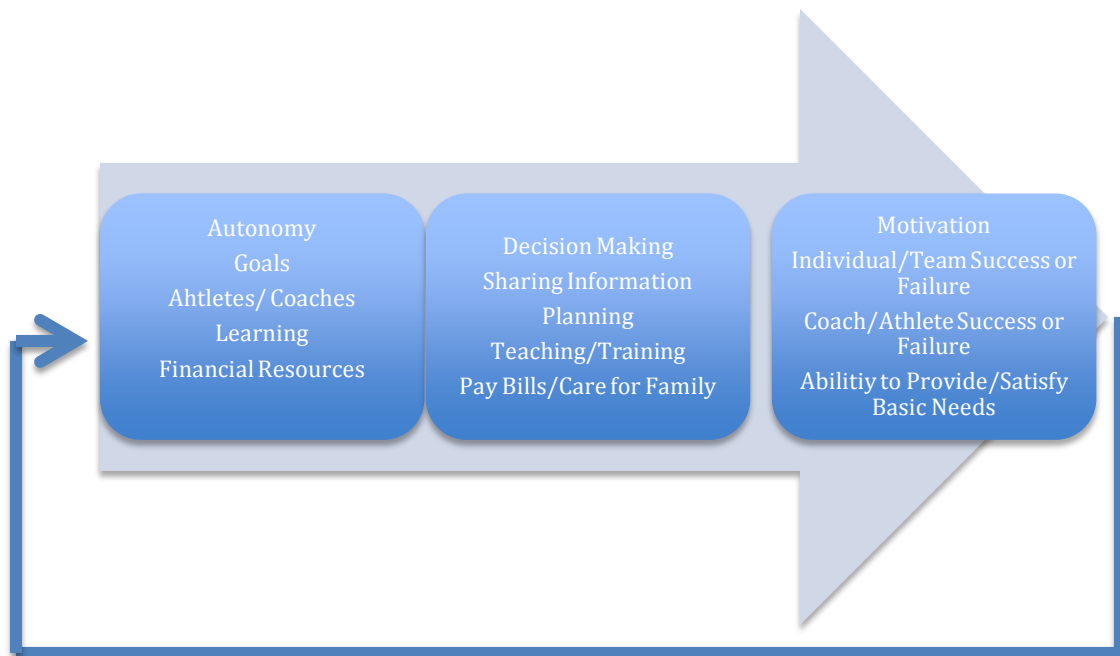 Autonomy
Goals
Ahtletes/ Coaches
Learning
Financial Resources
Decision Making
Sharing Information
Planning
Teaching/Training
Pay Bills/Care for Family
Motivation
Individual/Team Success or
Failure
Coach/Athlete Success or
Failure
Abilitiy to Provide/Satisfy
Basic Needs